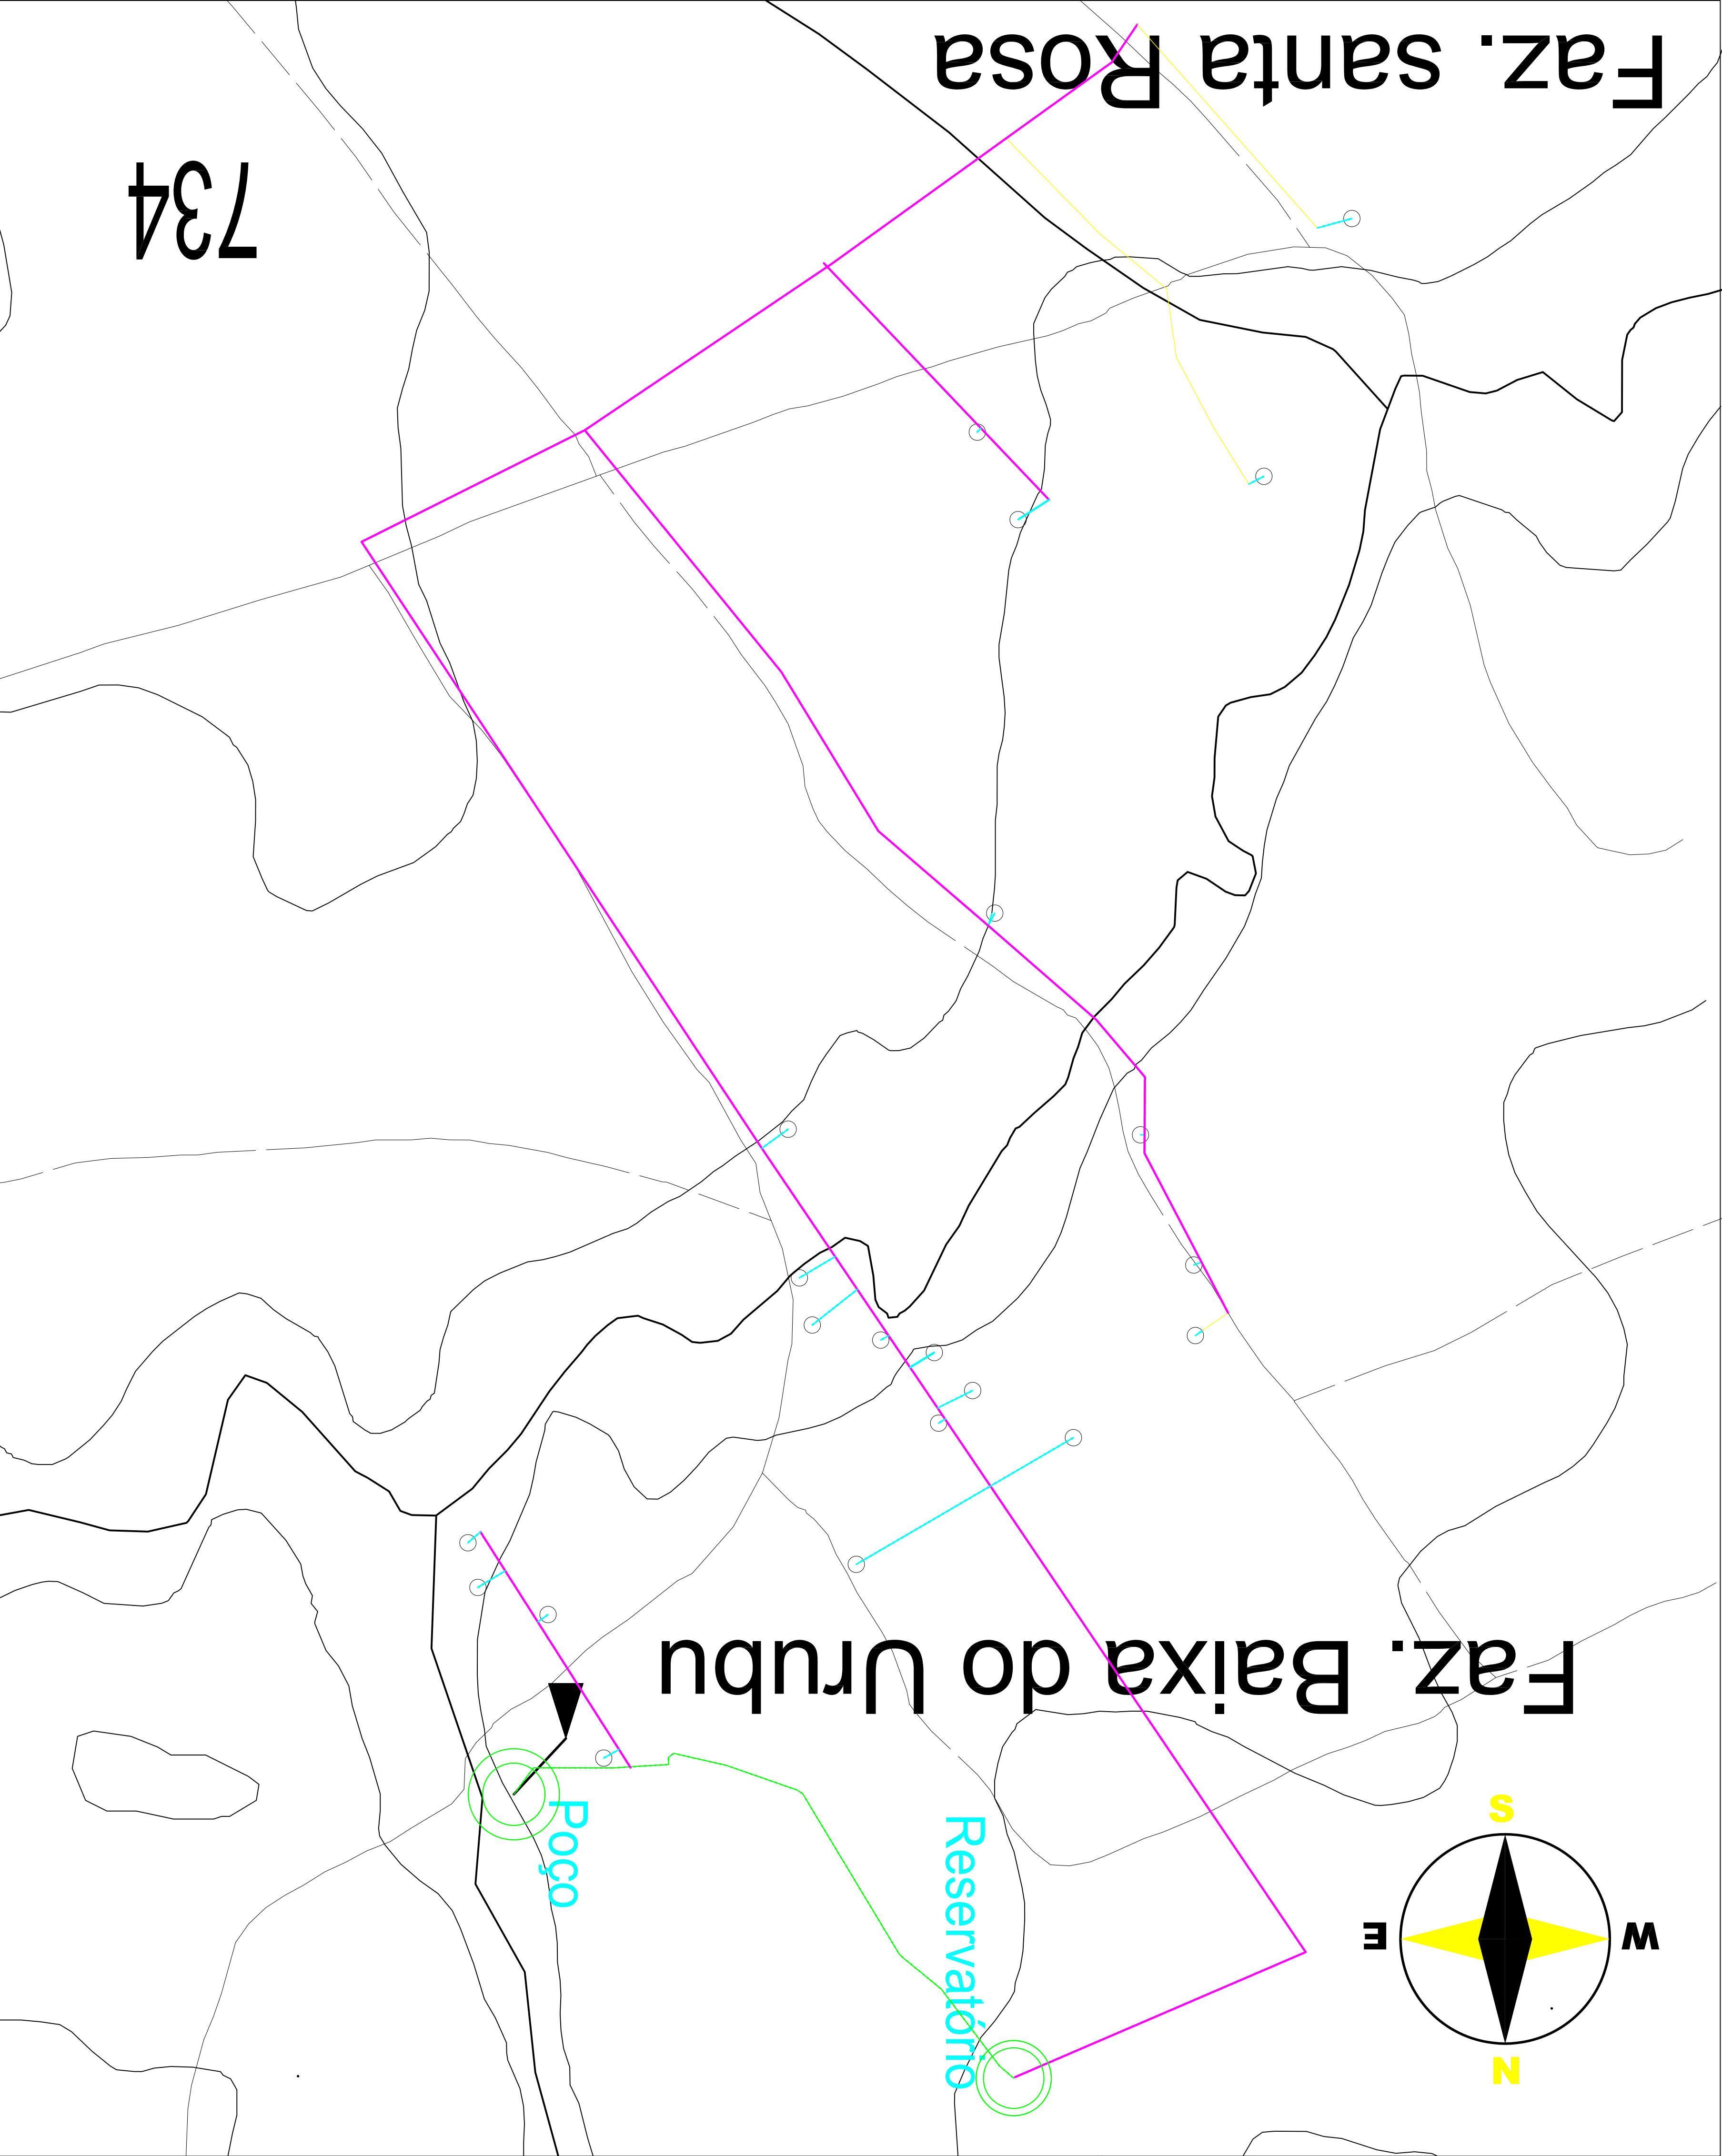 Faz. santa Rosa
734
Faz. Baixa do Urubu
Poço
Reservatório
S
E
W
N